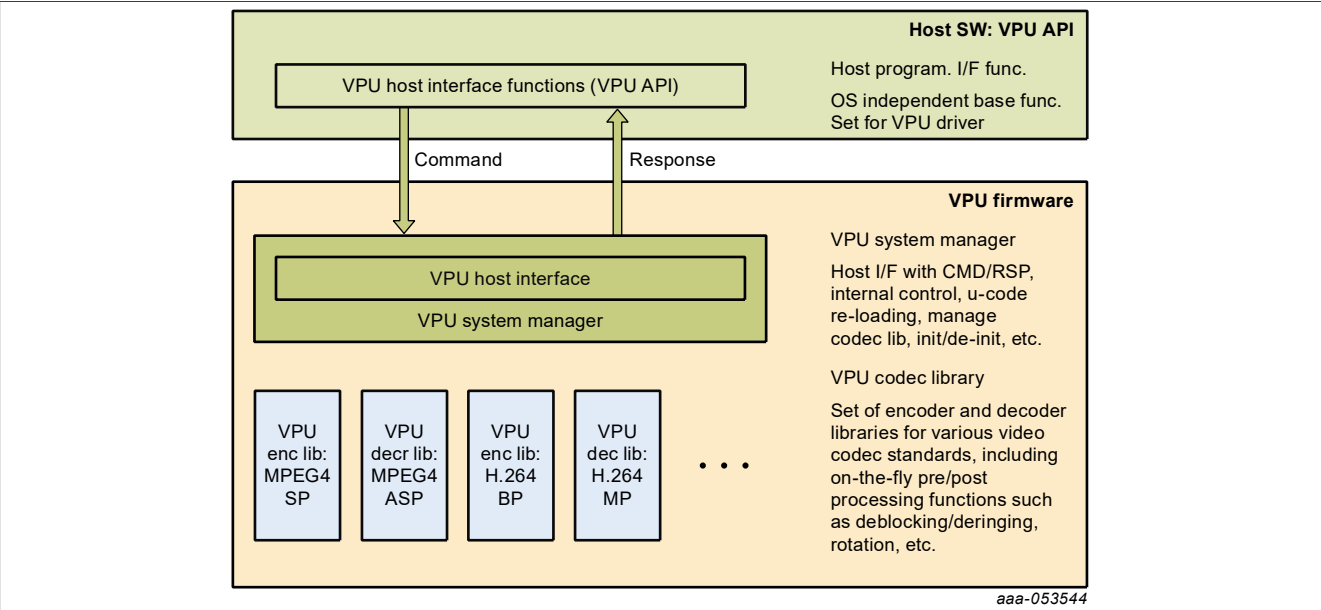 Host SW: VPU API
VPU host interface functions (VPU API)
Host program. I/F func.
OS independent base func.
Set for VPU driver
Command
Response
VPU firmware
VPU host interface
VPU system manager
VPU system manager
Host I/F with CMD/RSP,
internal control, u-code
re-loading, manage
codec lib, init/de-init, etc.
VPU
enc lib:
MPEG4
SP
VPU
decr lib:
MPEG4
ASP
VPU
enc lib:
H.264
BP
VPU
dec lib:
H.264
MP
• • •
VPU codec library
Set of encoder and decoder
libraries for various video
codec standards, including
on-the-fly pre/post
processing functions such
as deblocking/deringing,
rotation, etc.
aaa-053544